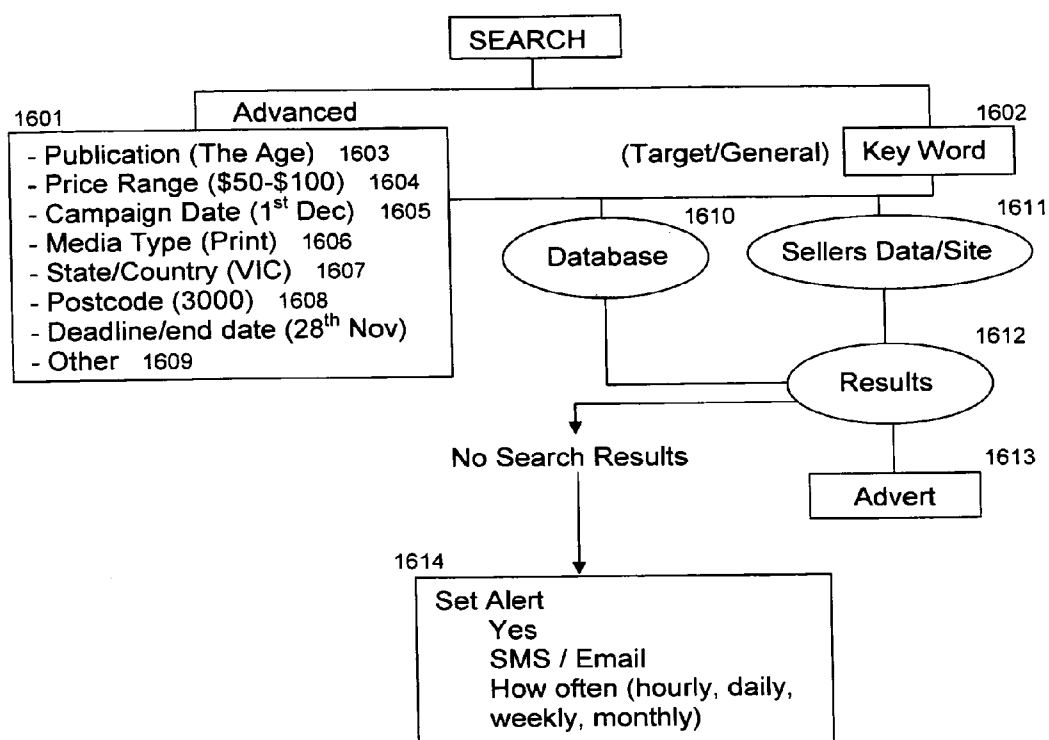 SEARCH
1601
Advanced
1602
- Publication (The Age) 1603
- Price Range ($50-$100) 1604
- Campaign Date (1st Dec) 1605
- Media Type (Print) 1606
- State/Country (VIC) 1607
- Postcode (3000) 1608
- Deadline/end date (28th Nov)
- Other 1609
(Target/General)
Key Word
1610
1611
Database
Sellers Data/Site
1612
Results
No Search Results
1613
Advert
1614
Set Alert
Yes
SMS / Email
How often (hourly, daily,
weekly, monthly)